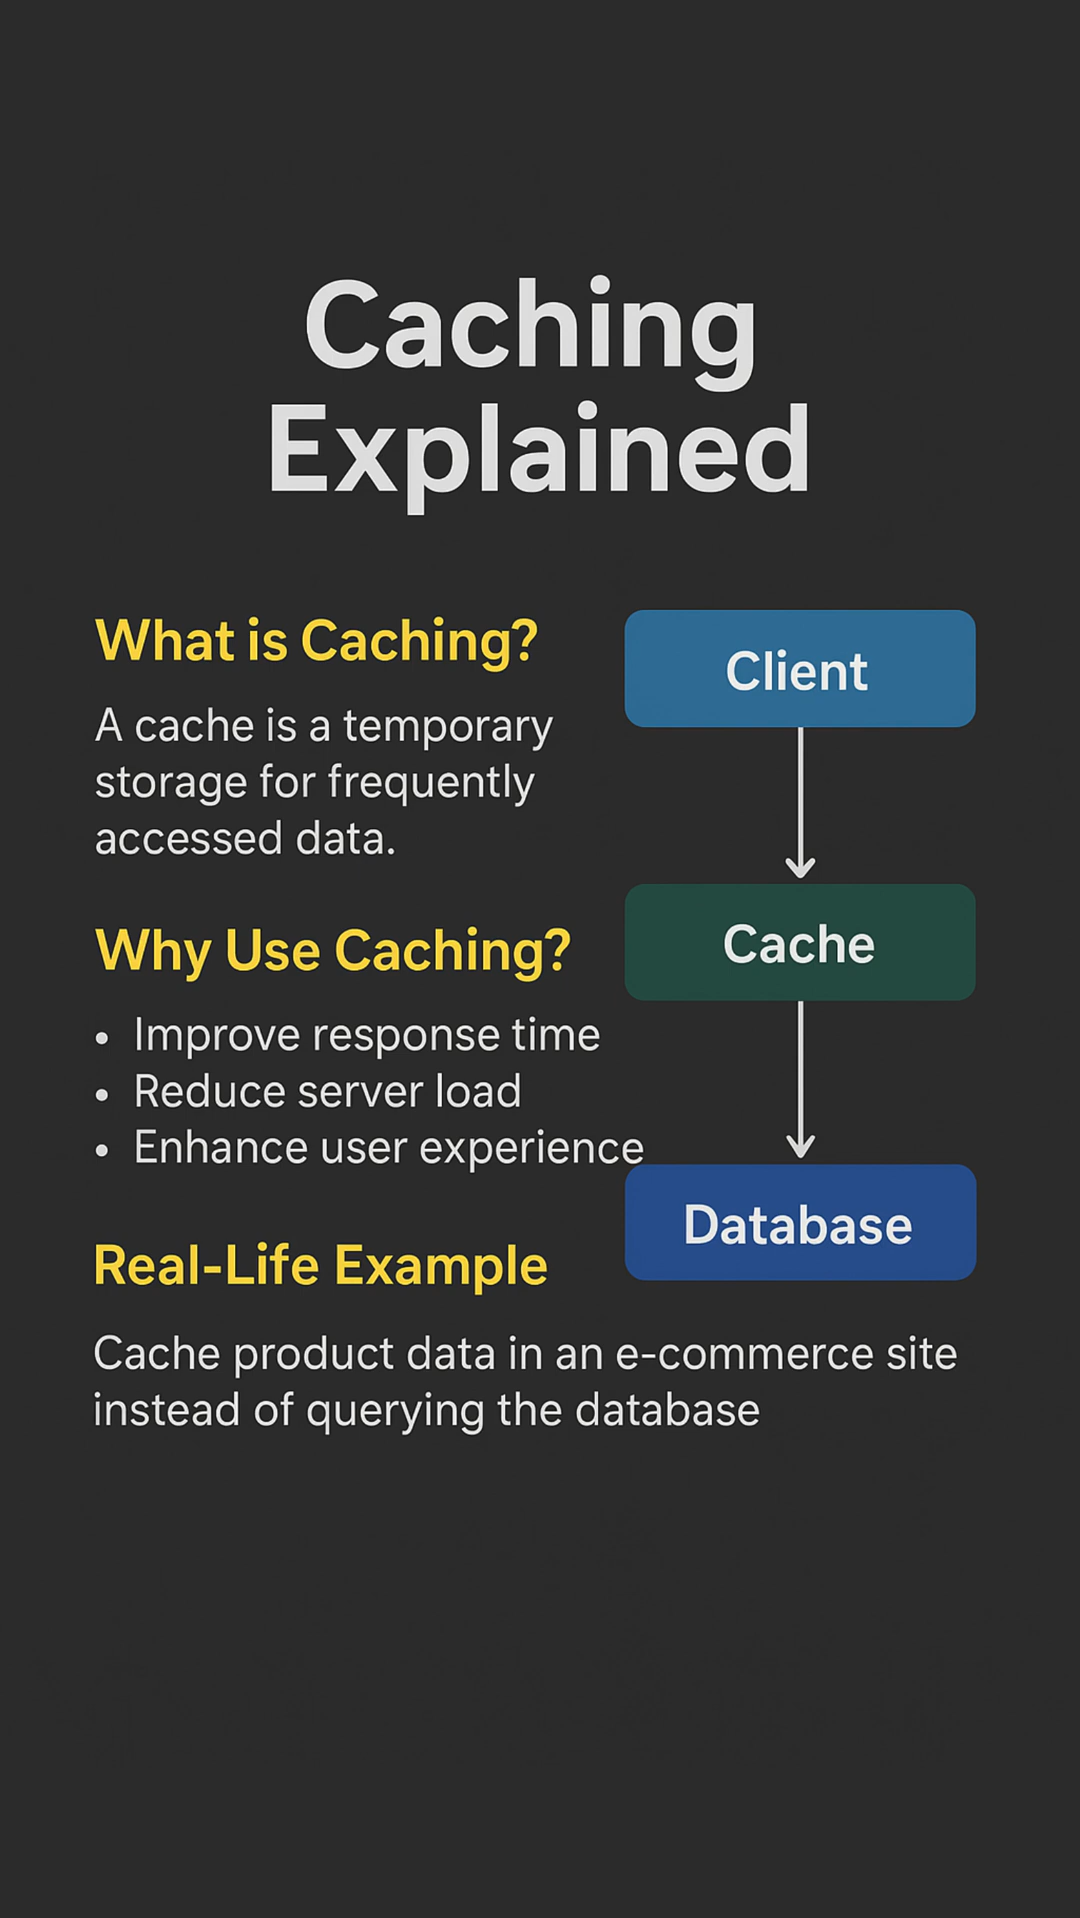 Caching
Explained
What is Caching?
A cache is a temporary
storage for frequently
accessed data.
Why Use Caching?
• Improve response time
• Reduce server load
• Enhance user experience
Real-Life Example
Cache product data in an e-commerce site
instead of querying the database
Client
Cache
Database